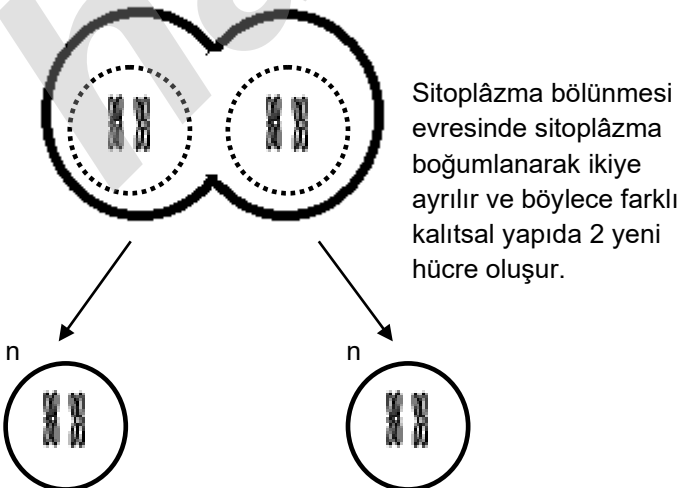 Sitoplâzma bölünmesi
evresinde sitoplâzma
boğumlanarak ikiye
ayrılır ve böylece farklı
kalıtsal yapıda 2 yeni
hücre oluşur.
n
n